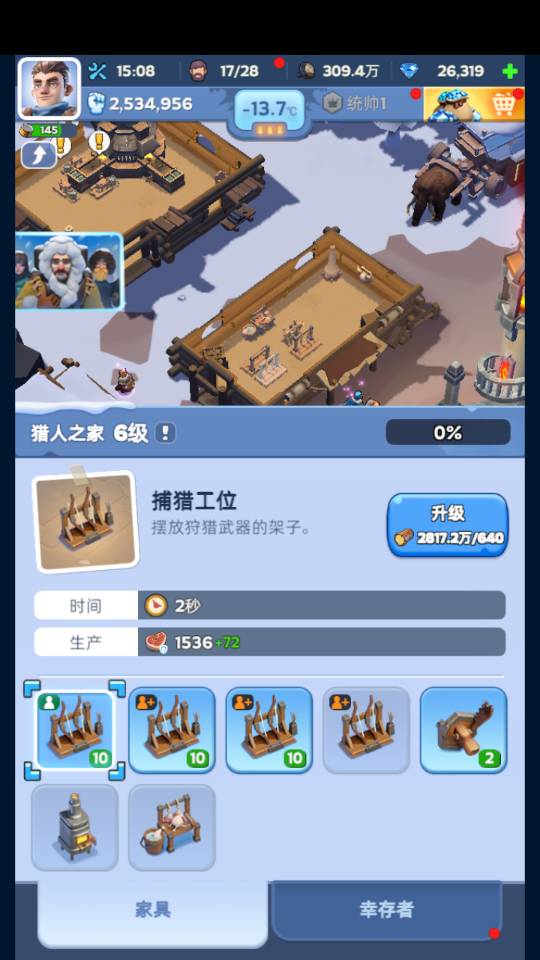 15:08 17/28 309.4万 26,319
2,534,956 -13.7℃ 统帅1
145
猎人之家 6级 0%
捕猎工位
摆放狩猎武器的架子。
升级
2817.2万/640
时间 2秒
生产 1536+72
10 10 10 2
家具 幸存者